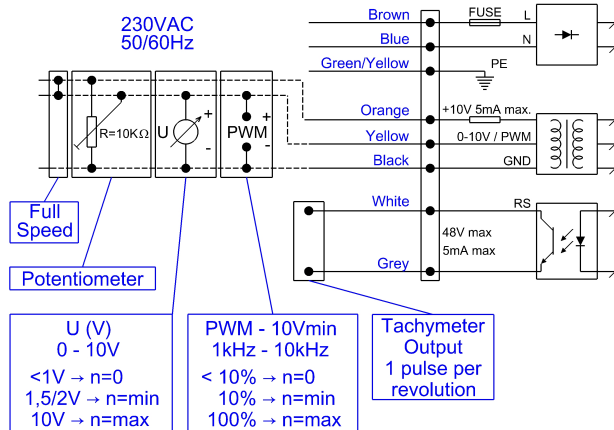 230VAC
50/60Hz
Brown
FUSE
L
Blue
N
Green/Yellow
PE
Orange
+10V 5mA max.
Yellow
0-10V / PWM
Black
GND
R=10KΩ
U
+
-
PWM
+
-
White
RS
48V max
5mA max
Grey
Full
Speed
Potentiometer
U (V)
0 - 10V
<1V → n=0
1,5/2V → n=min
10V → n=max
PWM - 10Vmin
1kHz - 10kHz
< 10% → n=0
10% → n=min
100% → n=max
Tachymeter
Output
1 pulse per
revolution